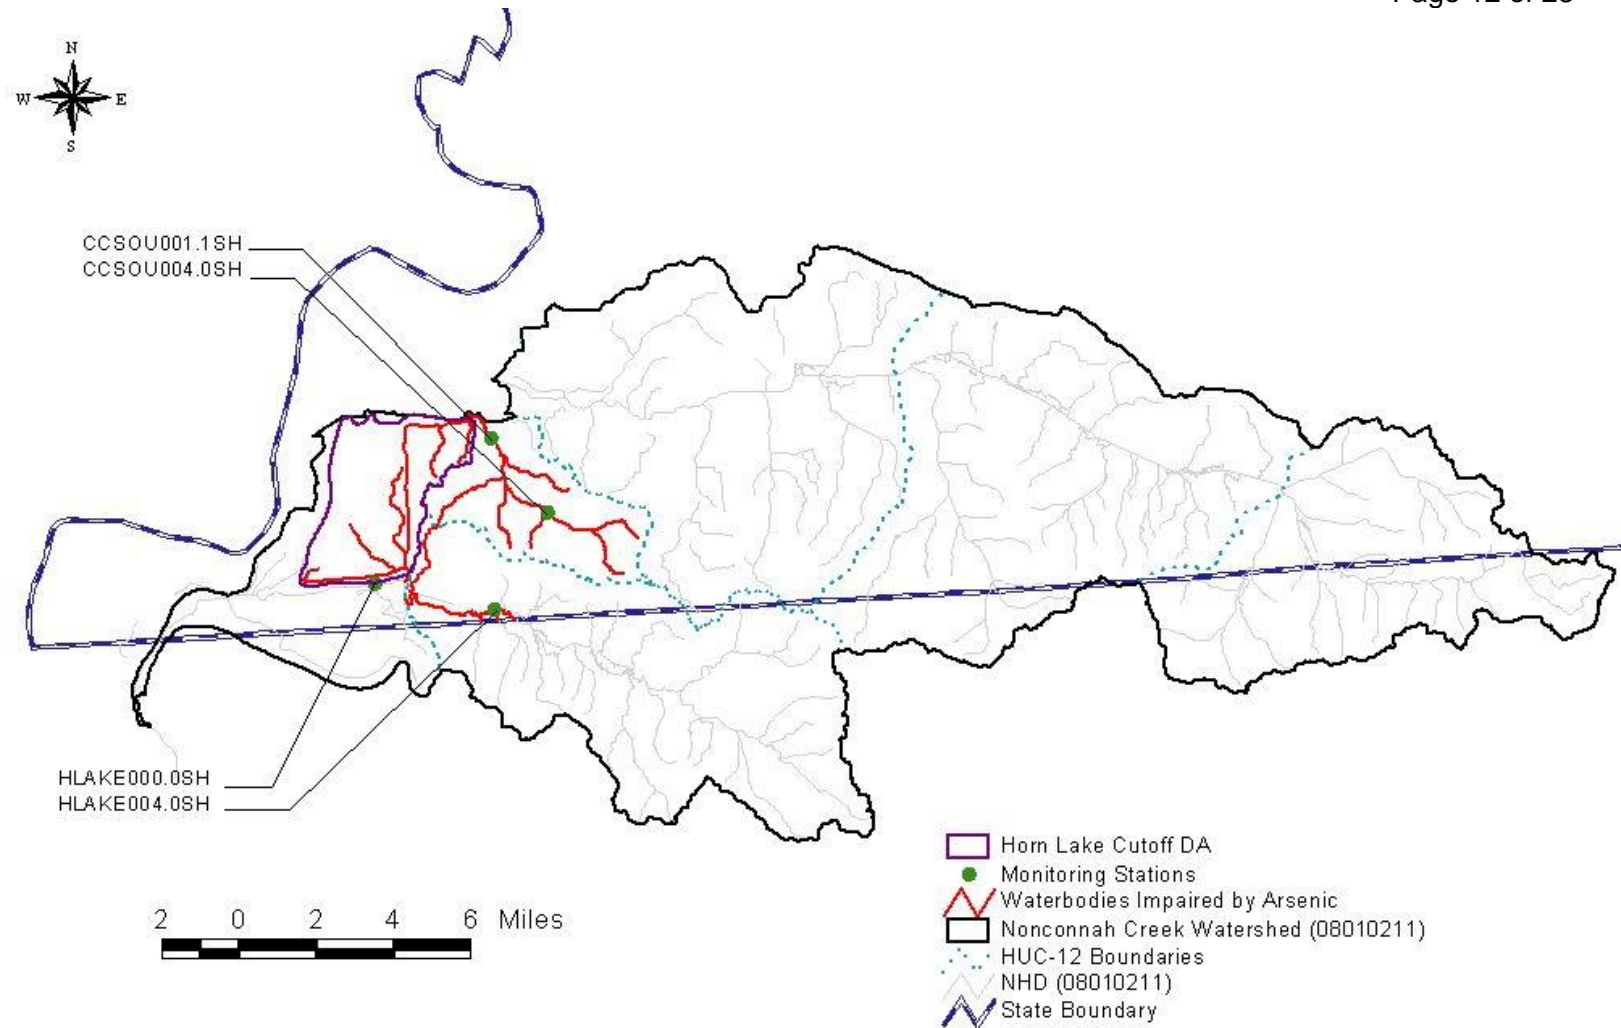 N
W E
S
CCSOU001.1SH
CCSOU004.0SH
HLAKE000.0SH
HLAKE004.0SH
2 0 2 4 6 Miles
Horn Lake Cutoff DA
Monitoring Stations
Waterbodies Impaired by Arsenic
Nonconnah Creek Watershed (08010211)
HUC-12 Boundaries
NHD (08010211)
State Boundary